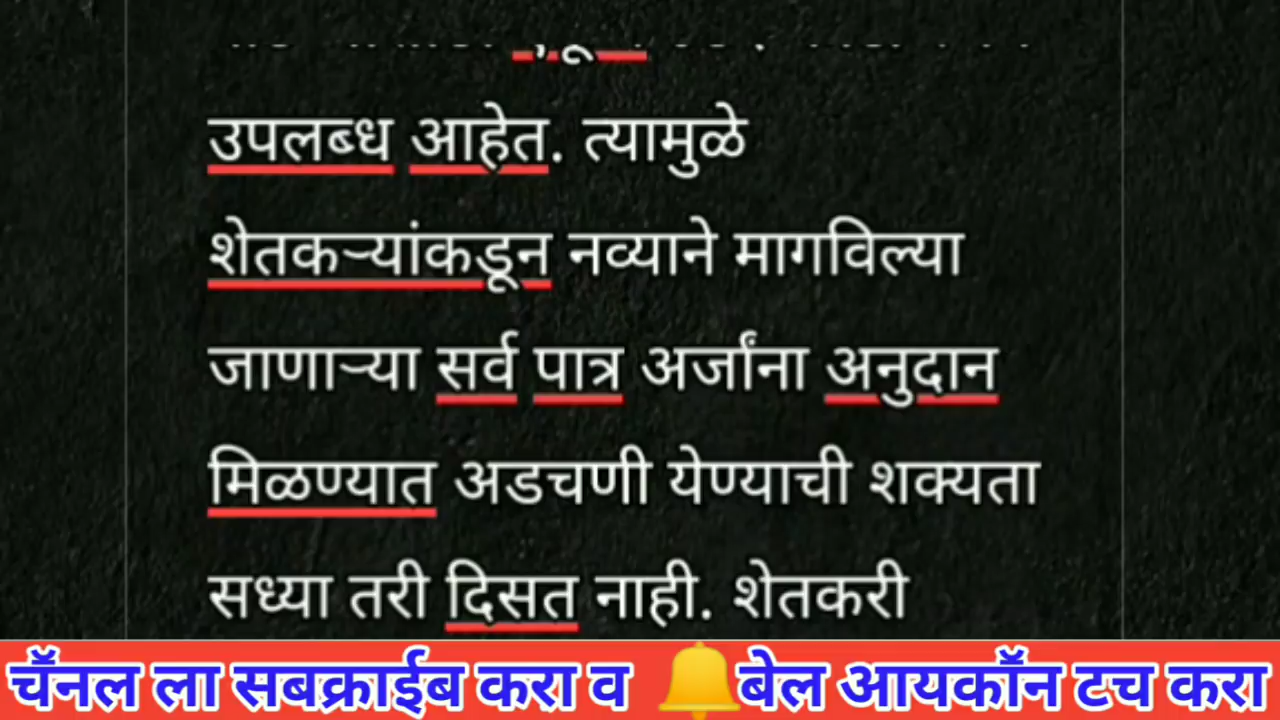 उपलब्ध आहेत. त्यामुळे
शेतकऱ्यांकडून नव्याने मागविल्या
जाणाऱ्या सर्व पात्र अर्जांना अनुदान
मिळण्यात अडचणी येण्याची शक्यता
सध्या तरी दिसत नाही. शेतकरी
चॅनल ला सबक्राईब करा व 🔔बेल आयकॉन टच करा